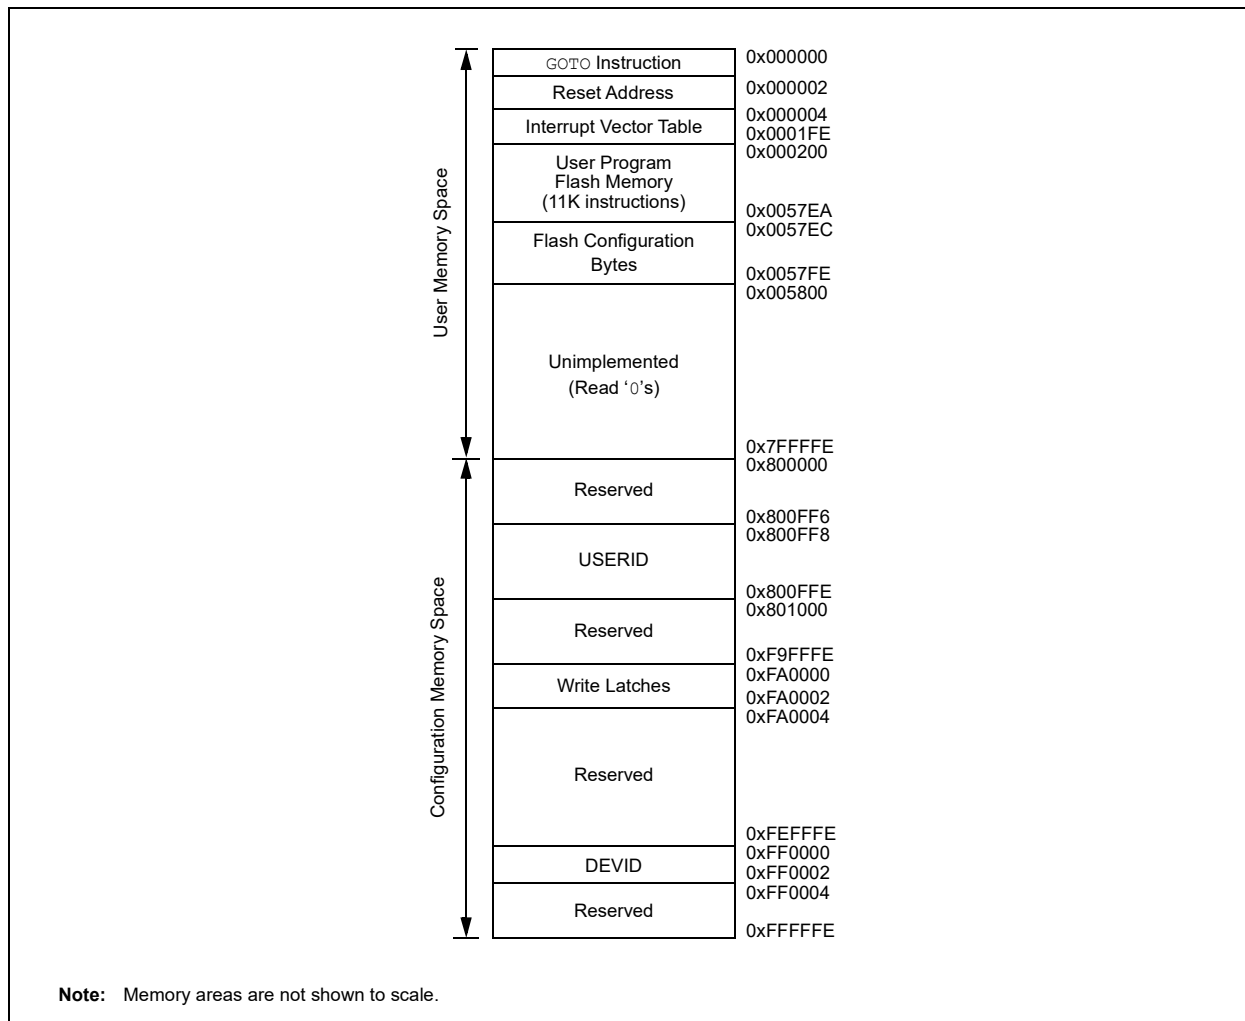 GOTO Instruction
0x000000
Reset Address
0x000002
Interrupt Vector Table
0x000004
0x0001FE
User Program
Flash Memory
(11K instructions)
0x000200
0x0057EA
Flash Configuration
Bytes
0x0057EC
0x0057FE
Unimplemented
(Read ‘0’s)
0x005800
0x7FFFFE
User Memory Space
Reserved
0x800000
0x800FF6
USERID
0x800FF8
0x800FFE
Reserved
0x801000
0xF9FFFE
Write Latches
0xFA0000
0xFA0002
Reserved
0xFA0004
0xFEFFFE
DEVID
0xFF0000
0xFF0002
Reserved
0xFF0004
0xFFFFFE
Configuration Memory Space
Note: Memory areas are not shown to scale.